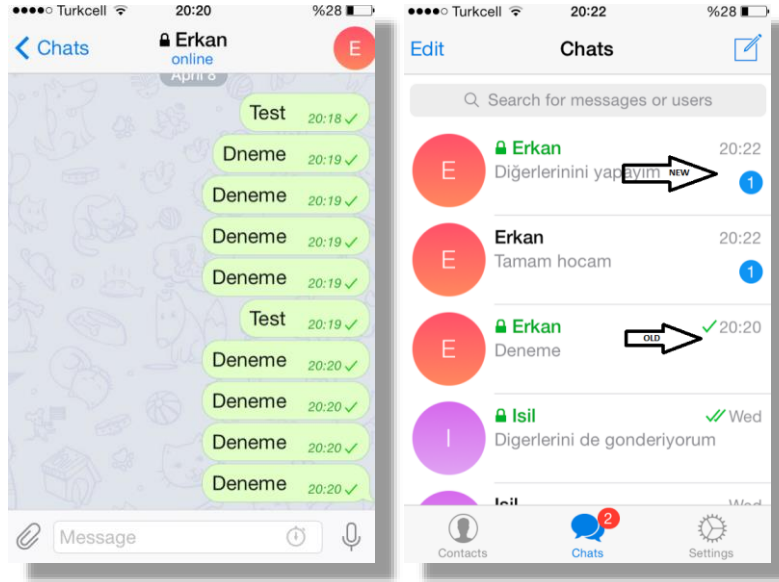 Turkcell 20:20 %28
Chats Erkan E
online
April 8
Test 20:18
Dneme 20:19
Deneme 20:19
Deneme 20:19
Deneme 20:19
Test 20:19
Deneme 20:20
Deneme 20:20
Deneme 20:20
Deneme 20:20
Message
Turkcell 20:22 %28
Edit Chats
Search for messages or users
E Erkan 20:22
Diğerlerinini yapayim NEW 1
E Erkan 20:22
Tamam hocam 1
E Erkan 20:20
Deneme OLD
I Isil Wed
Digerlerini de gonderiyorum
Isil Wed
2
Contacts Chats Settings